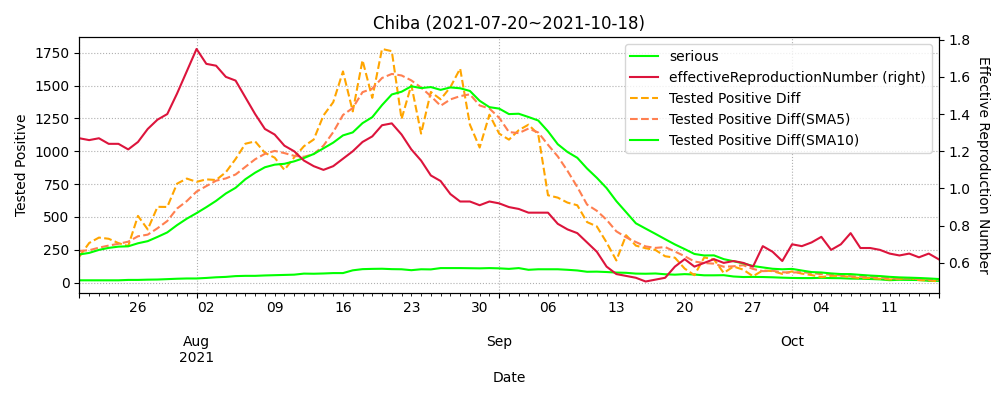 Chiba (2021-07-20~2021-10-18)
serious
effectiveReproductionNumber (right)
Tested Positive Diff
Tested Positive Diff(SMA5)
Tested Positive Diff(SMA10)
Tested Positive
1750
1500
1250
1000
750
500
250
0
Effective Reproduction Number
1.8
1.6
1.4
1.2
1.0
0.8
0.6
26 02 09 16 23 30 06 13 20 27 04 11
Aug Sep Oct
2021
Date